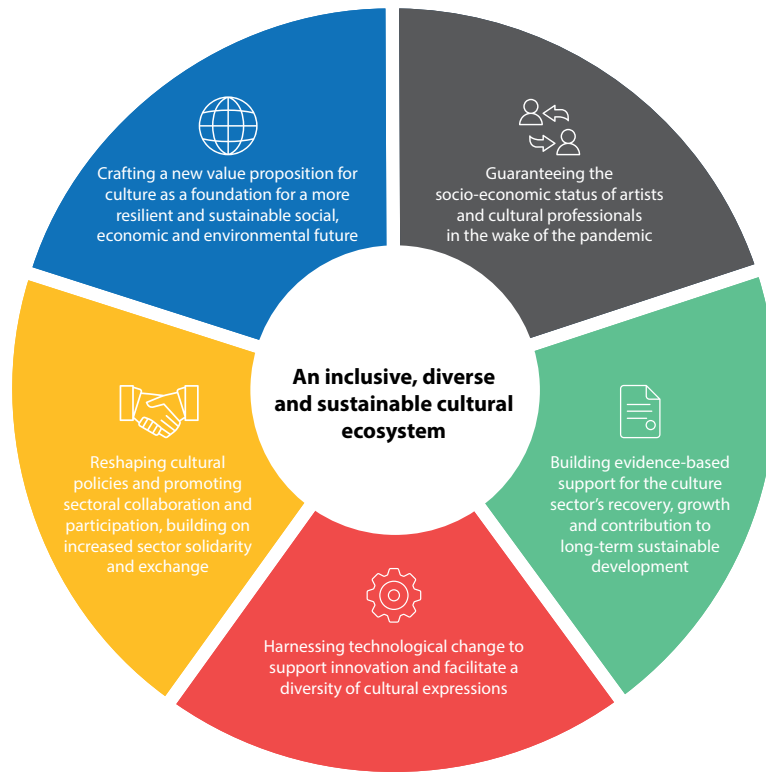 Crafting a new value proposition for
culture as a foundation for a more
resilient and sustainable social,
economic and environmental future
Guaranteeing the
socio-economic status of artists
and cultural professionals
in the wake of the pandemic
An inclusive, diverse
and sustainable cultural
ecosystem
Reshaping cultural
policies and promoting
sectoral collaboration and
participation, building on
increased sector solidarity
and exchange
Building evidence-based
support for the culture
sector’s recovery, growth
and contribution to
long-term sustainable
development
Harnessing technological change to
support innovation and facilitate a
diversity of cultural expressions